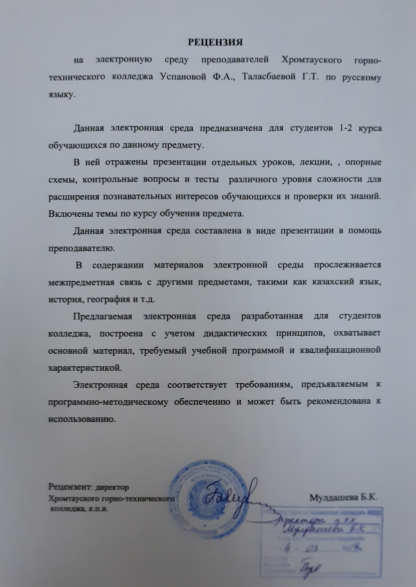 РЕЦЕНЗИЯ
на электронную среду преподавателей Хромтауского горно-
технического колледжа Успановой Ф.А., Таласбаевой Г.Т. по русскому
языку.
Данная электронная среда предназначена для студентов 1-2 курса
обучающихся по данному предмету.
В ней отражены презентации отдельных уроков, лекции, , опорные
схемы, контрольные вопросы и тесты различного уровня сложности для
расширения познавательных интересов обучающихся и проверки их знаний.
Включены темы по курсу обучения предмета.
Данная электронная среда составлена в виде презентации в помощь
преподавателю.
В содержании материалов электронной среды прослеживается
межпредметная связь с другими предметами, такими как казахский язык,
история, география и т.д.
Предлагаемая электронная среда разработанная для студентов
колледжа, построена с учетом дидактических принципов, охватывает
основной материал, требуемый учебной программой и квалификационной
характеристикой.
Электронная среда соответствует требованиям, предъявляемым к
программно-методическому обеспечению и может быть рекомендована к
использованию.
Рецензент: директор
Хромтауского горно-технического
колледжа, к.п.н.
Мулдашева Б.К.